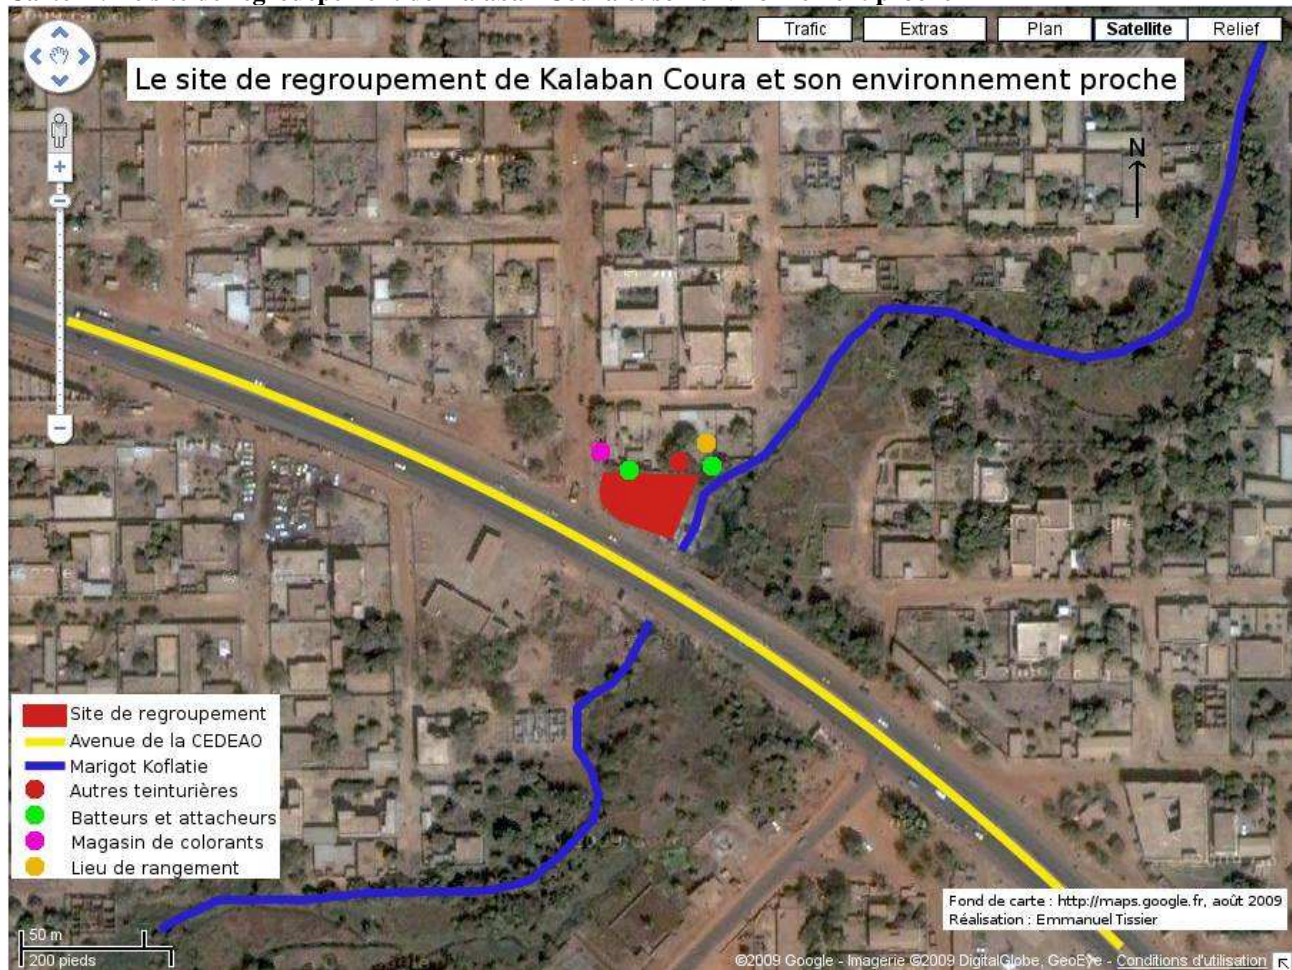 Trafic
Extras
Plan
Satellite
Relief
Le site de regroupement de Kalaban Coura et son environnement proche
N
Site de regroupement
Avenue de la CEDEAO
Marigot Koflatie
Autres teinturières
Batteurs et attacheurs
Magasin de colorants
Lieu de rangement
Fond de carte : http://maps.google.fr, août 2009
Réalisation : Emmanuel Tissier
50 m
200 pieds
©2009 Google - Imagerie ©2009 DigitalGlobe, GeoEye - Conditions d'utilisation